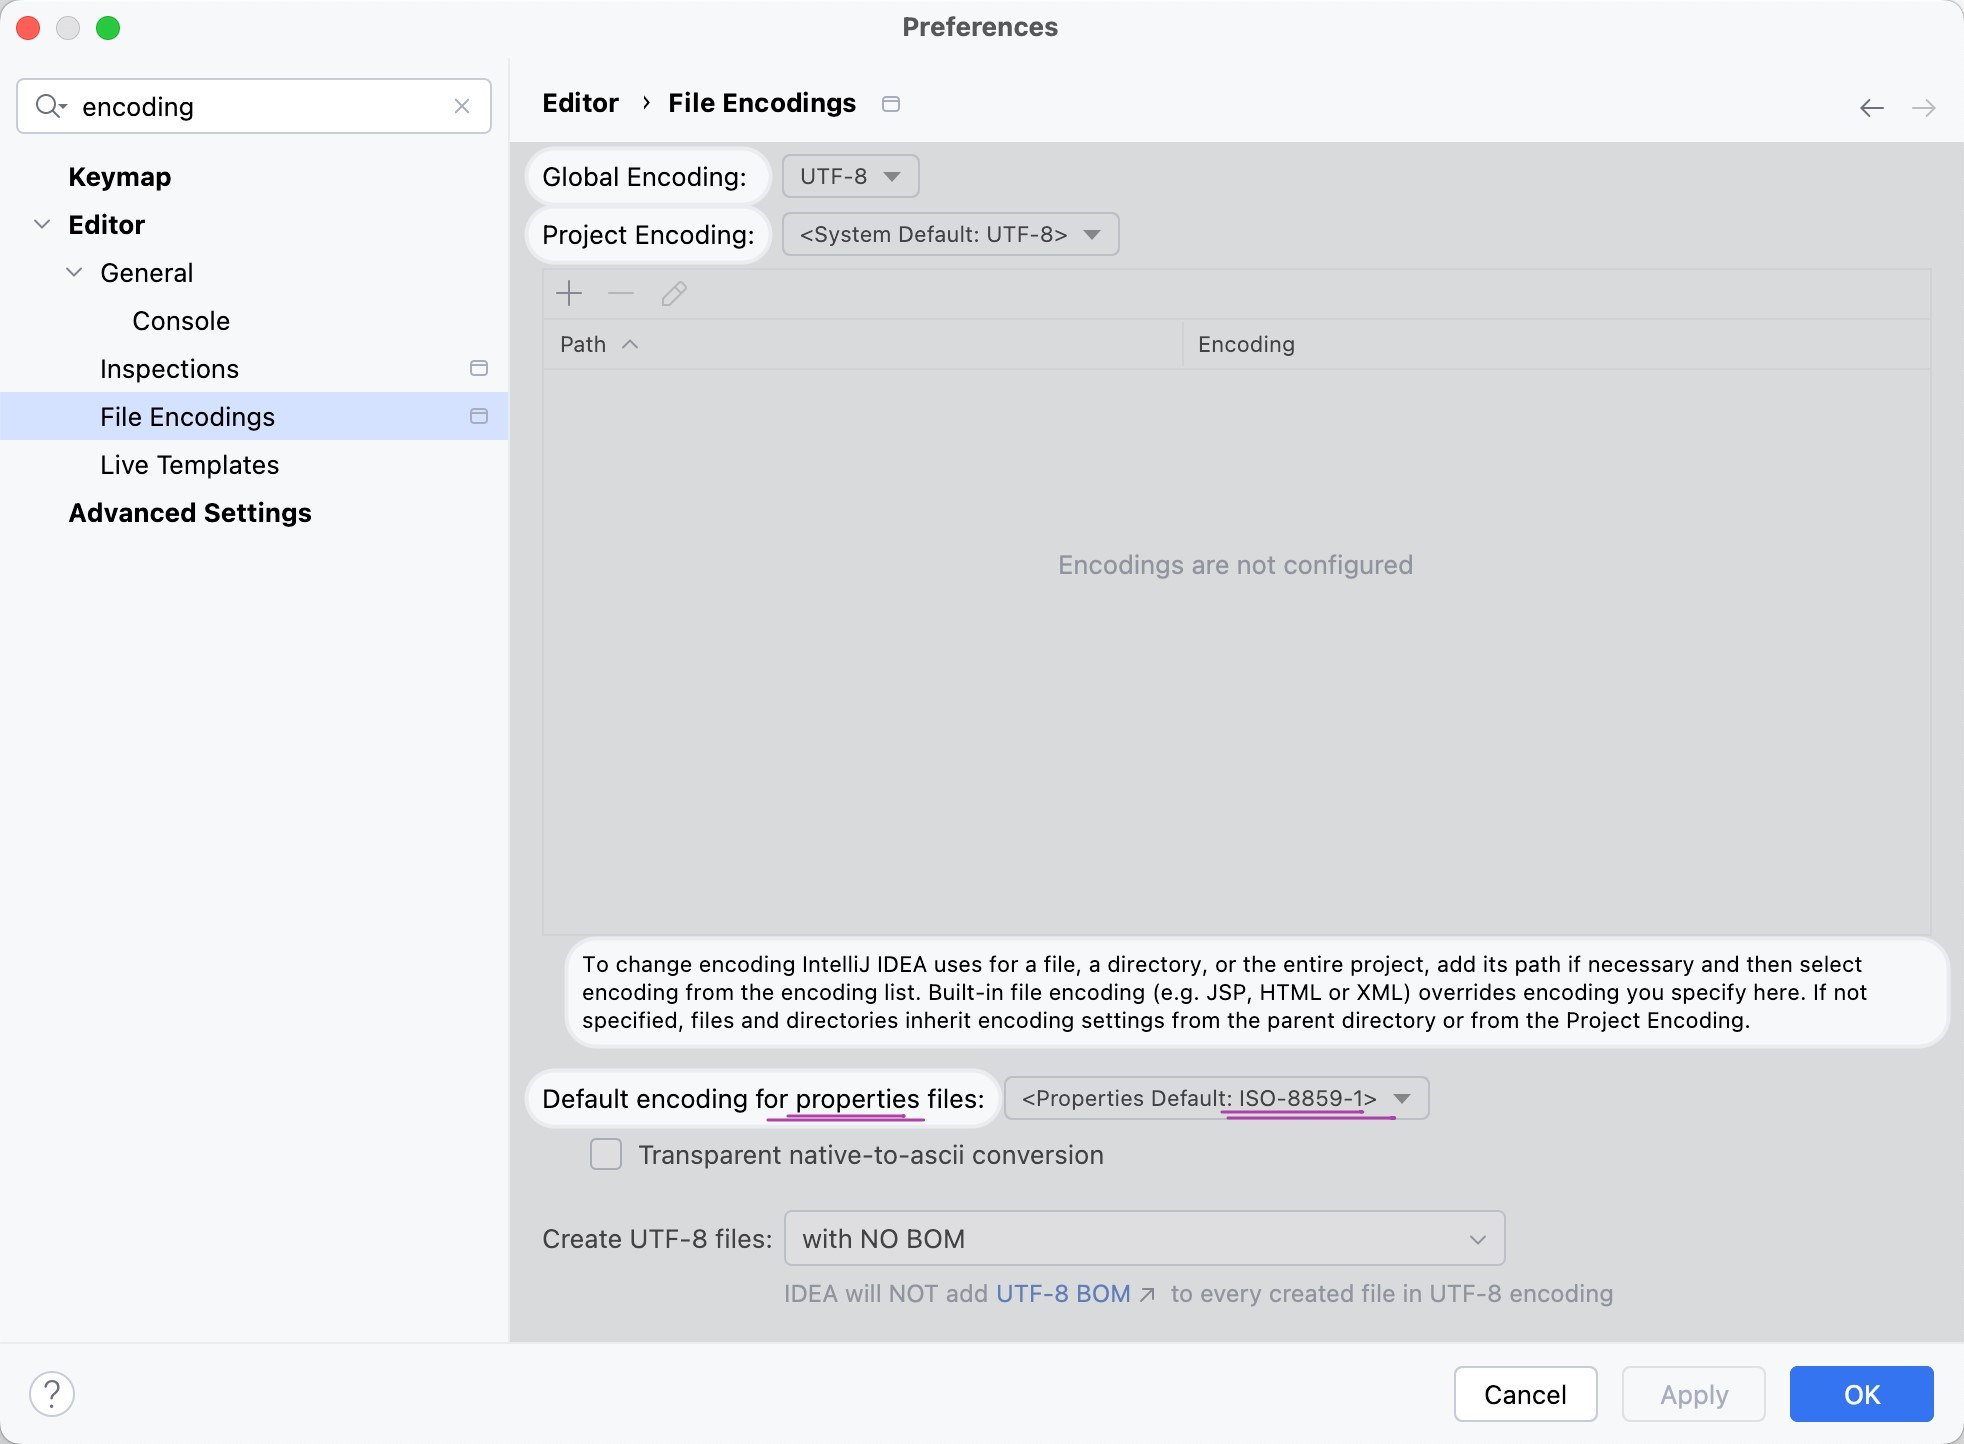 Preferences
encoding
Keymap
Editor
General
Console
Inspections
File Encodings
Live Templates
Advanced Settings
Editor › File Encodings
Global Encoding: UTF-8
Project Encoding: <System Default: UTF-8>
Path Encoding
Encodings are not configured
To change encoding IntelliJ IDEA uses for a file, a directory, or the entire project, add its path if necessary and then select
encoding from the encoding list. Built-in file encoding (e.g. JSP, HTML or XML) overrides encoding you specify here. If not
specified, files and directories inherit encoding settings from the parent directory or from the Project Encoding.
Default encoding for properties files: <Properties Default: ISO-8859-1>
Transparent native-to-ascii conversion
Create UTF-8 files: with NO BOM
IDEA will NOT add UTF-8 BOM ↗ to every created file in UTF-8 encoding
? Cancel Apply OK